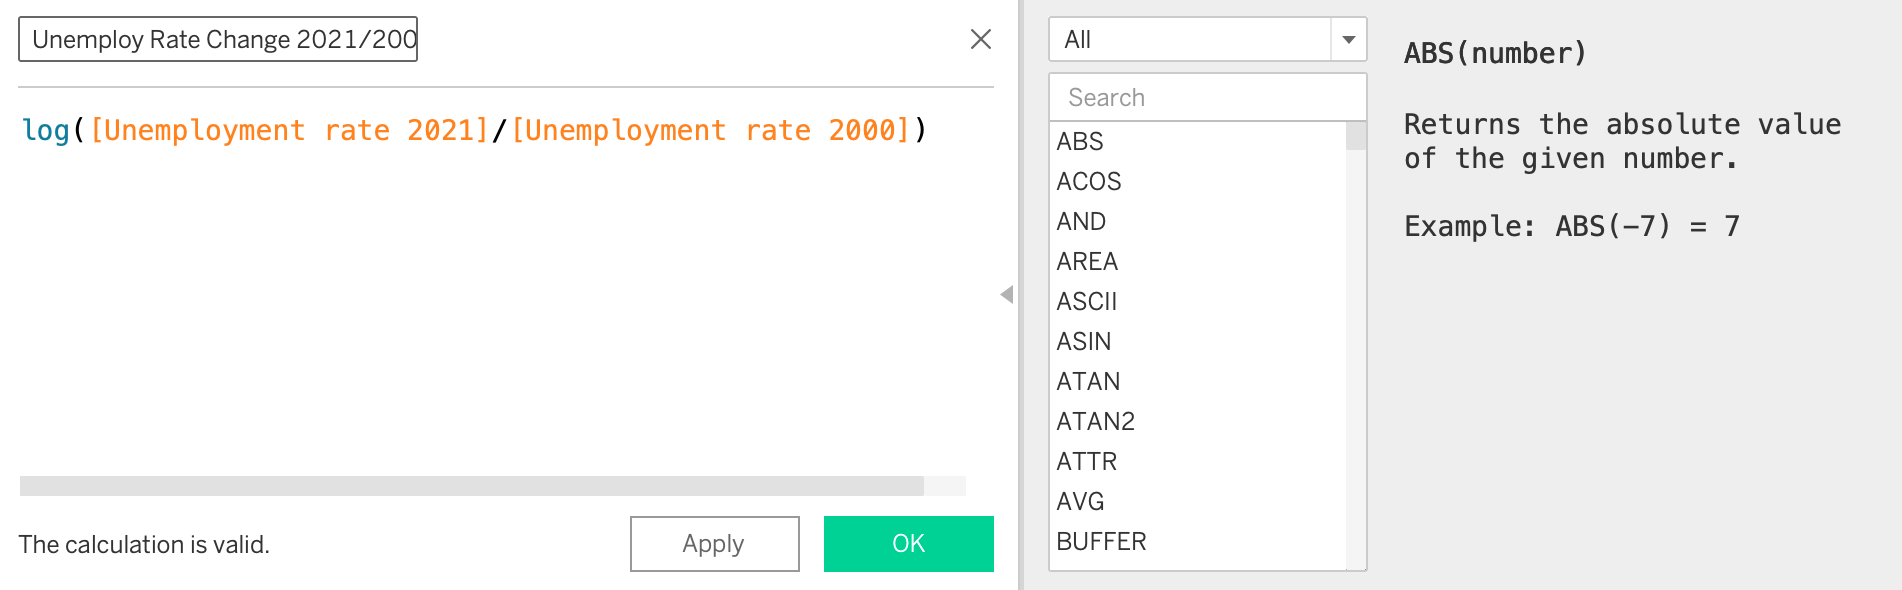 Unemploy Rate Change 2021/200
log([Unemployment rate 2021]/[Unemployment rate 2000])
The calculation is valid.
Apply
OK
All
Search
ABS
ACOS
AND
AREA
ASCII
ASIN
ATAN
ATAN2
ATTR
AVG
BUFFER
ABS(number)
Returns the absolute value
of the given number.
Example: ABS(-7) = 7